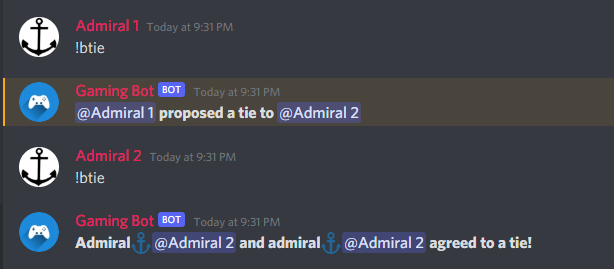 Admiral 1 Today at 9:31 PM
!btie
Gaming Bot BOT Today at 9:31 PM
@Admiral 1 proposed a tie to @Admiral 2
Admiral 2 Today at 9:31 PM
!btie
Gaming Bot BOT Today at 9:31 PM
Admiral @Admiral 2 and admiral @Admiral 2 agreed to a tie!